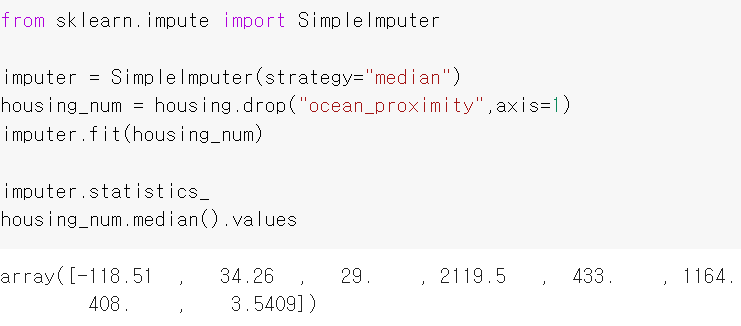 from sklearn.impute import SimpleImputer
imputer = SimpleImputer(strategy="median")
housing_num = housing.drop("ocean_proximity",axis=1)
imputer.fit(housing_num)
imputer.statistics_
housing_num.median().values
array([-118.51  ,   34.26  ,   29.    , 2119.5   ,  433.    , 1164.
        408.    ,    3.5409])